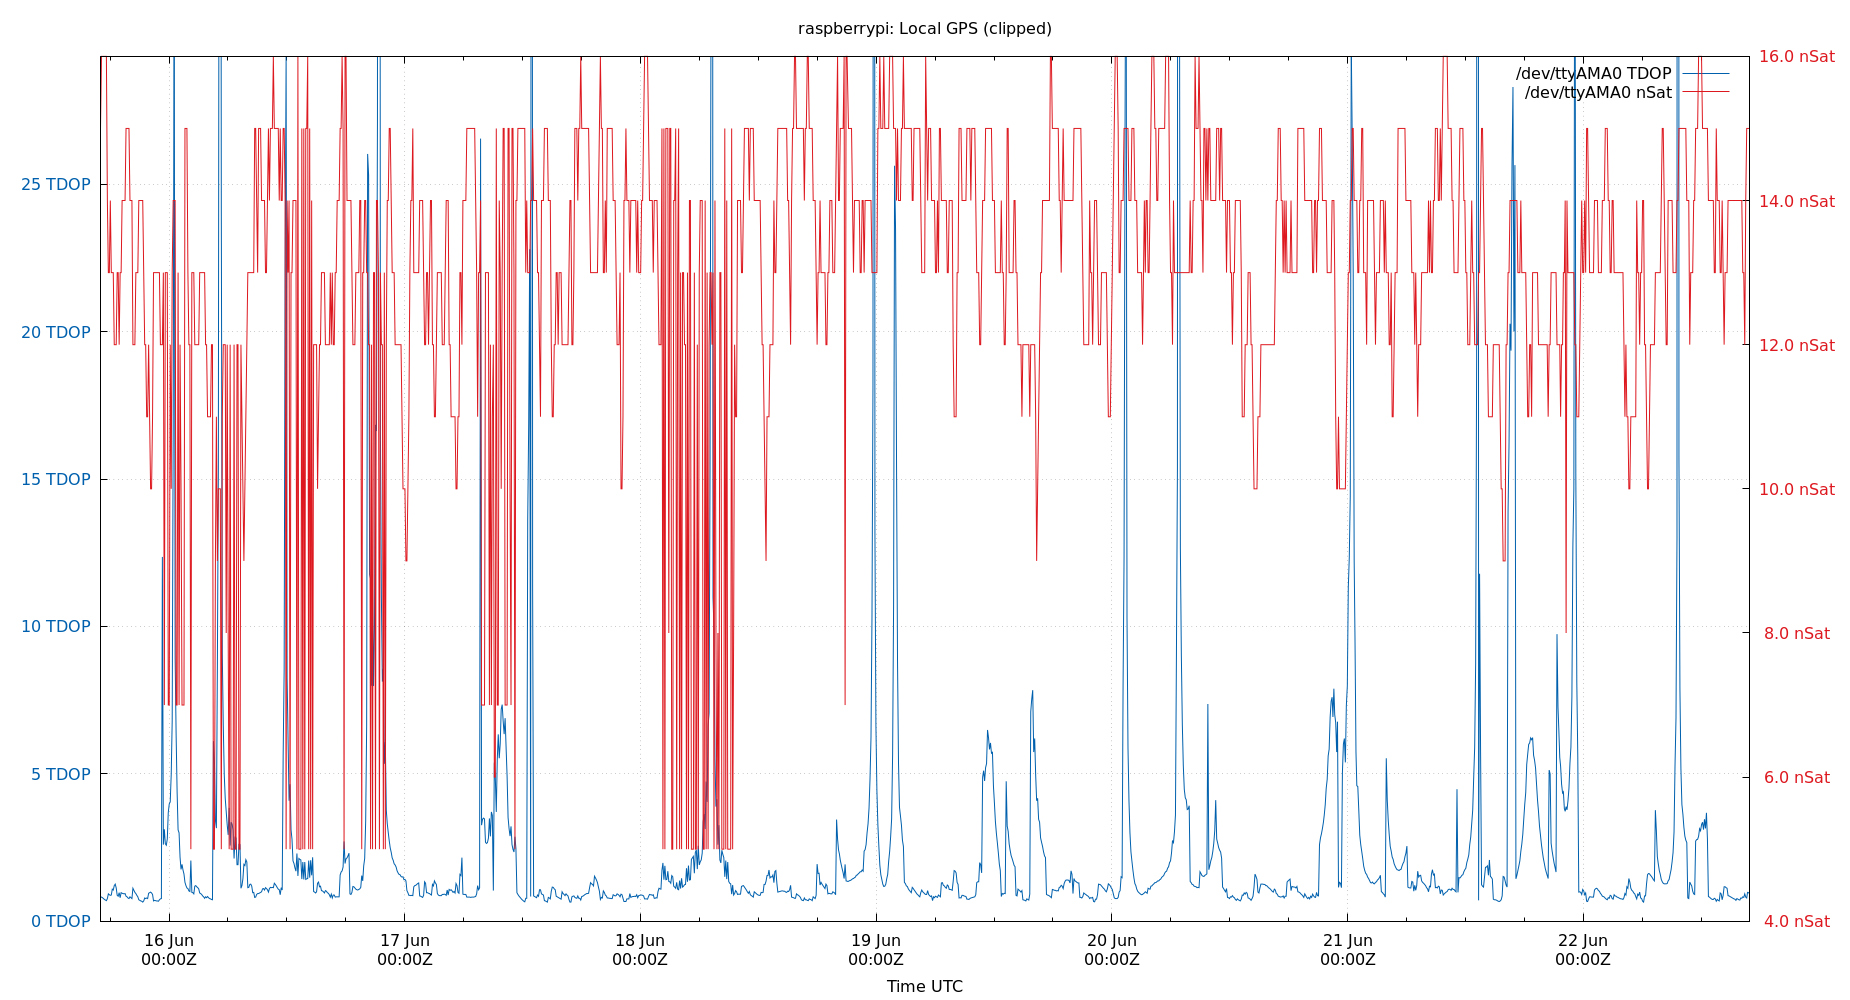 raspberrypi: Local GPS (clipped)
16.0 nSat
/dev/ttyAMA0 TDOP
/dev/ttyAMA0 nSat
25 TDOP
14.0 nSat
20 TDOP
12.0 nSat
15 TDOP
10.0 nSat
10 TDOP
8.0 nSat
5 TDOP
6.0 nSat
0 TDOP
4.0 nSat
16 Jun
00:00Z
17 Jun
00:00Z
18 Jun
00:00Z
19 Jun
00:00Z
20 Jun
00:00Z
21 Jun
00:00Z
22 Jun
00:00Z
Time UTC